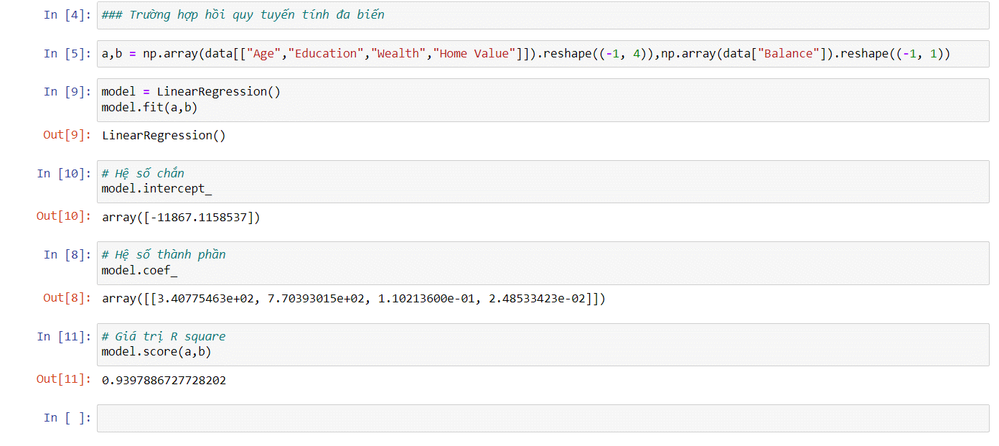 In [4]: ### Trường hợp hồi quy tuyến tính đa biến
In [5]: a,b = np.array(data[["Age","Education","Wealth","Home Value"]]).reshape((-1, 4)),np.array(data["Balance"]).reshape((-1, 1))
In [9]: model = LinearRegression()
model.fit(a,b)
Out[9]: LinearRegression()
In [10]: # Hệ số chắn
model.intercept_
Out[10]: array([-11867.1158537])
In [8]: # Hệ số thành phần
model.coef_
Out[8]: array([[3.40775463e+02, 7.70393015e+02, 1.10213600e-01, 2.48533423e-02]])
In [11]: # Giá trị R square
model.score(a,b)
Out[11]: 0.9397886727728202
In [ ]: